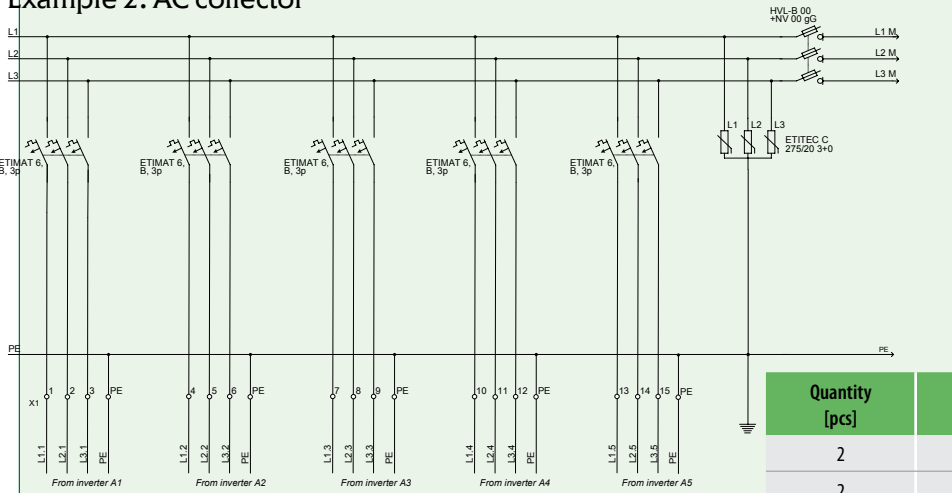 Example 2: AC collector
HVL-B 00
+NV 00 gG
L1
L1 M
L2
L2 M
L3
L3 M
L1 L2 L3
ETITEC C
275/20 3+0
ETIMAT 6,
B, 3p
ETIMAT 6,
B, 3p
ETIMAT 6,
B, 3p
ETIMAT 6,
B, 3p
ETIMAT 6,
B, 3p
PE
PE
X1
1 2 3 PE
4 5 6 PE
7 8 9 PE
10 11 12 PE
13 14 15 PE
L1.1 L2.1 L3.1 PE
L1.2 L2.2 L3.2 PE
L1.3 L2.3 L3.3 PE
L1.4 L2.4 L3.4 PE
L1.5 L2.5 L3.5 PE
From inverter A1
From inverter A2
From inverter A3
From inverter A4
From inverter A5
Quantity
[pcs]
2
2